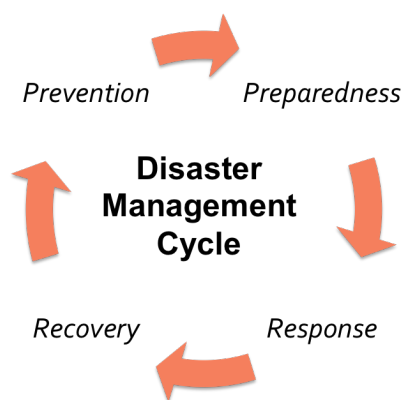 Prevention
Preparedness
Disaster
Management
Cycle
Recovery
Response